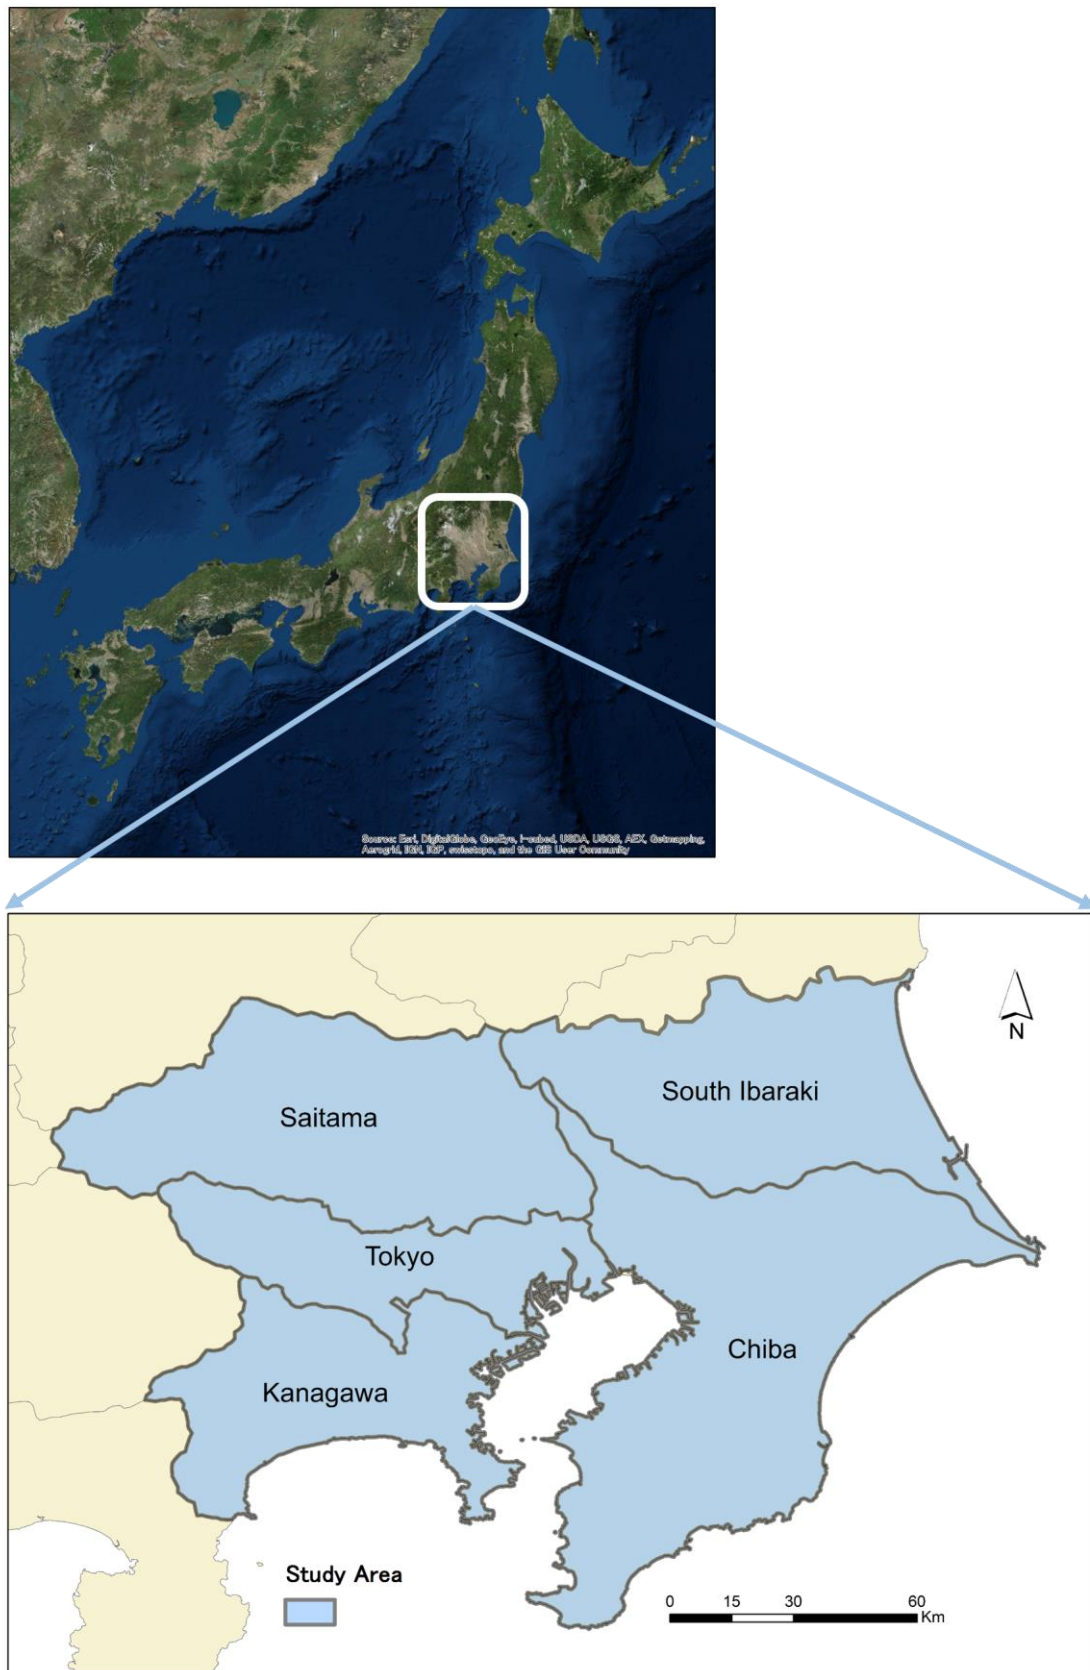 Source: Esri, DigitalGlobe, GeoEye, i-cubed, USDA, USGS, AEX, Getmapping,
Aerogrid, IGN, IGP, swisstopo, and the GIS User Community
N
South Ibaraki
Saitama
Tokyo
Chiba
Kanagawa
Study Area
0 15 30 60
Km